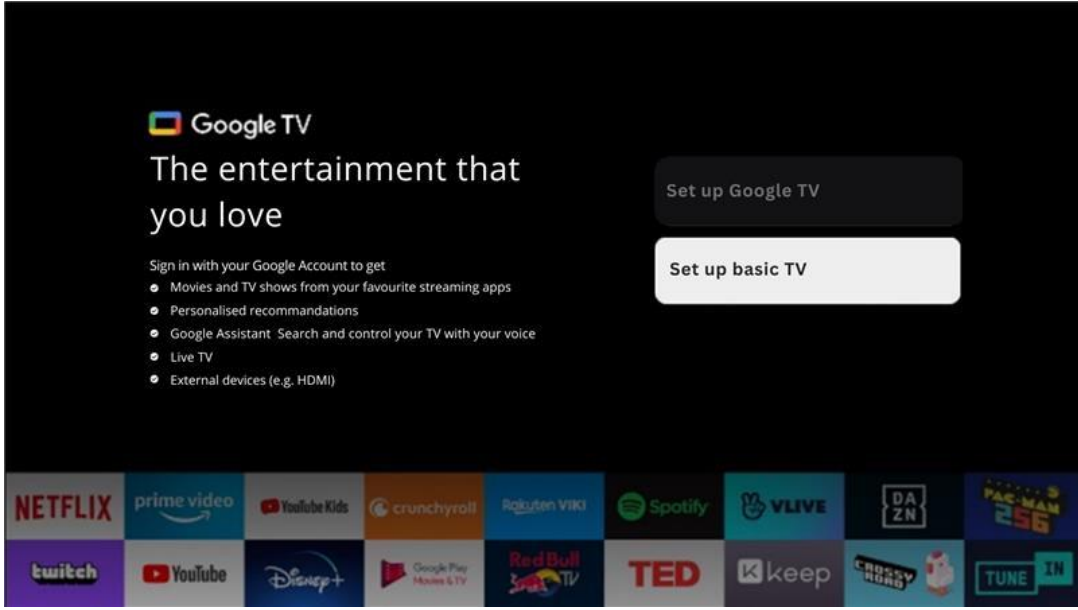 Google TV
The entertainment that
you love
Sign in with your Google Account to get
Movies and TV shows from your favourite streaming apps
Personalised recommandations
Google Assistant Search and control your TV with your voice
Live TV
External devices (e.g. HDMI)
Set up Google TV
Set up basic TV
NETFLIX
prime video
YouTube Kids
crunchyroll
Rakuten VIKI
Spotify
VLIVE
DA
ZN
PAC-MAN
256
twitch
YouTube
Disney+
Google Play
Movies & TV
Red Bull
TV
TED
keep
CROSSY
ROAD
TUNE IN